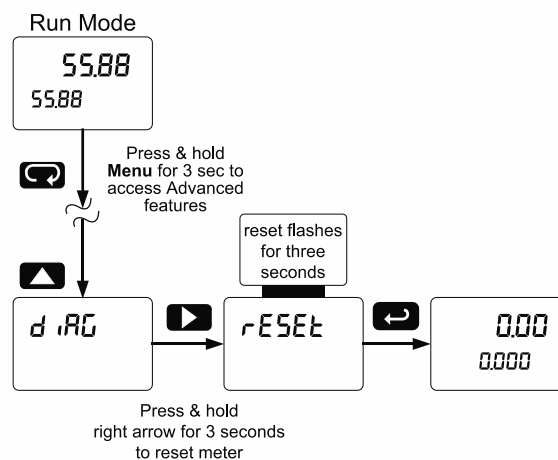 Run Mode
55.88
55.88
Press & hold
Menu for 3 sec to
access Advanced
features
reset flashes
for three
seconds
d iAG
rESEt
0.00
0.000
Press & hold
right arrow for 3 seconds
to reset meter